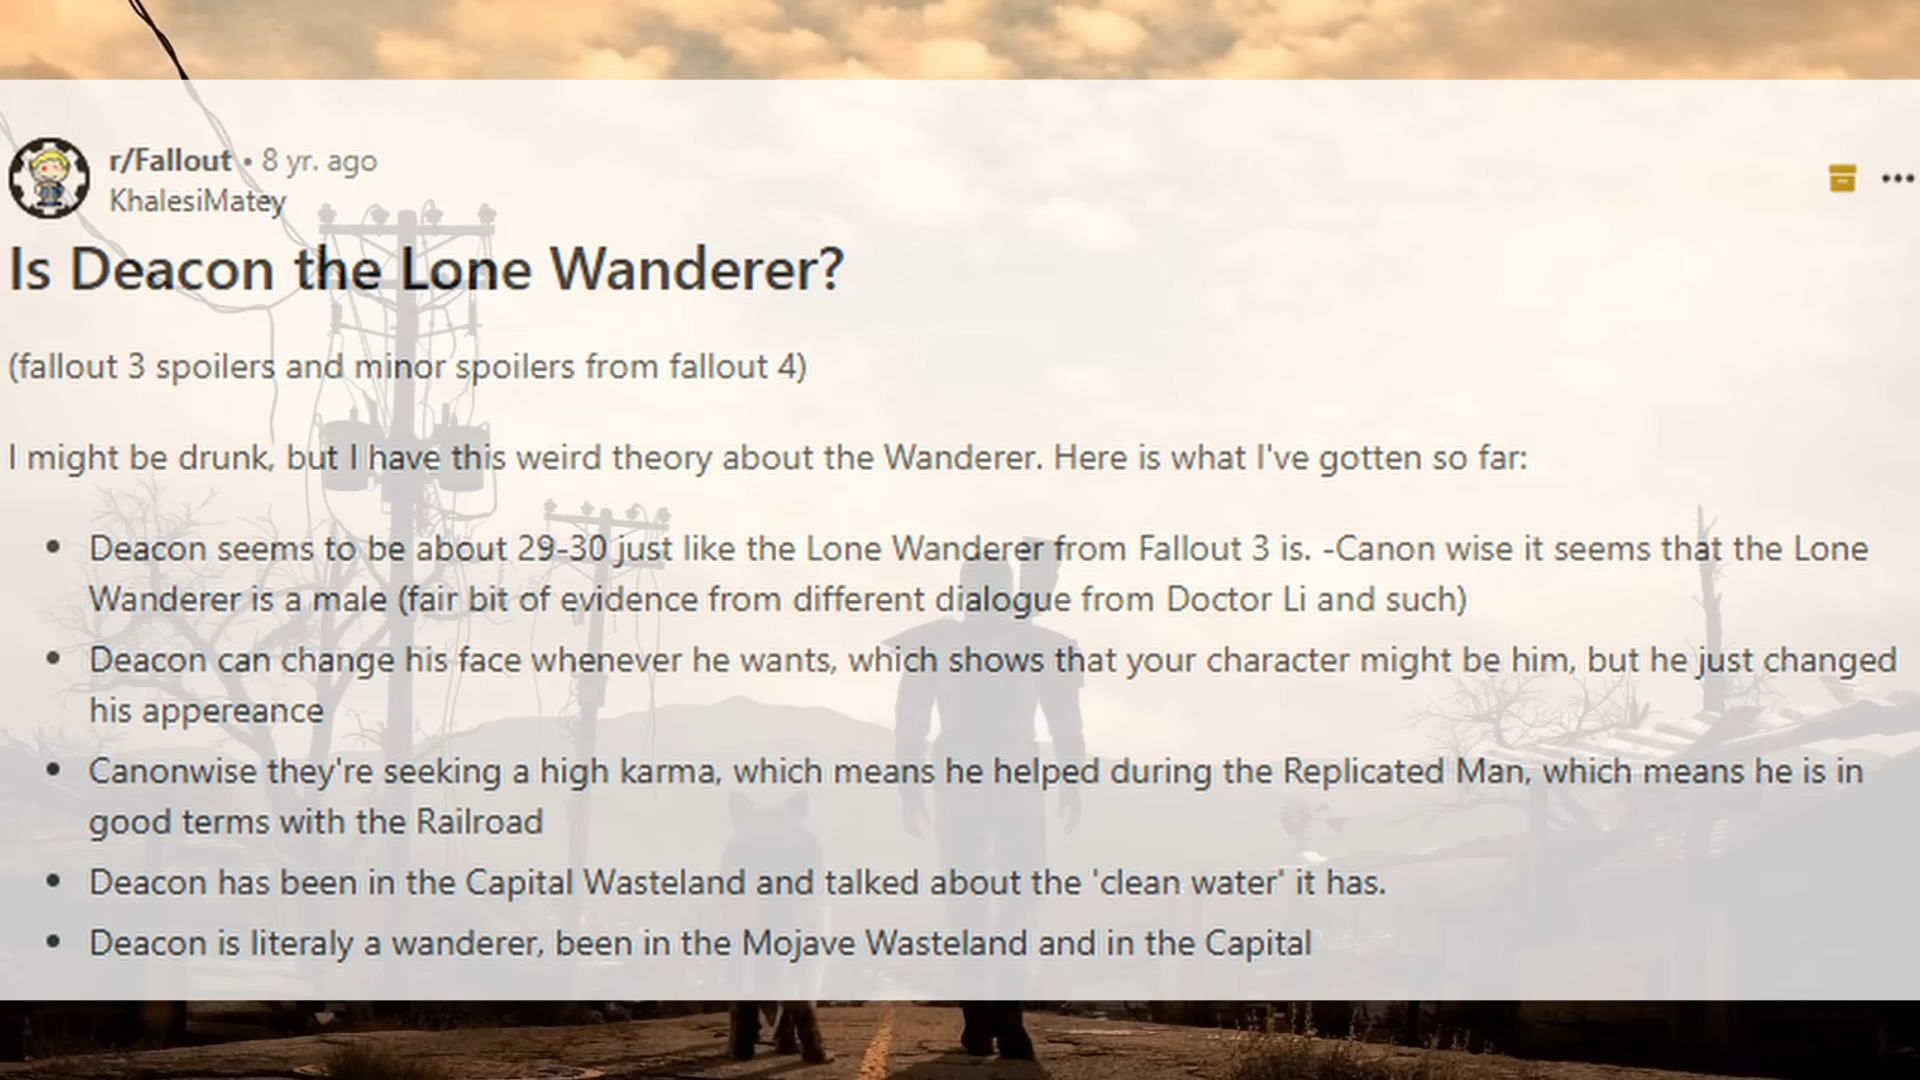 r/Fallout • 8 yr. ago
KhalesiMatey
Is Deacon the Lone Wanderer?
(fallout 3 spoilers and minor spoilers from fallout 4)
I might be drunk, but I have this weird theory about the Wanderer. Here is what I've gotten so far:
• Deacon seems to be about 29-30 just like the Lone Wanderer from Fallout 3 is. -Canon wise it seems that the Lone
Wanderer is a male (fair bit of evidence from different dialogue from Doctor Li and such)
• Deacon can change his face whenever he wants, which shows that your character might be him, but he just changed
his appereance
• Canonwise they're seeking a high karma, which means he helped during the Replicated Man, which means he is in
good terms with the Railroad
• Deacon has been in the Capital Wasteland and talked about the 'clean water' it has.
• Deacon is literaly a wanderer, been in the Mojave Wasteland and in the Capital